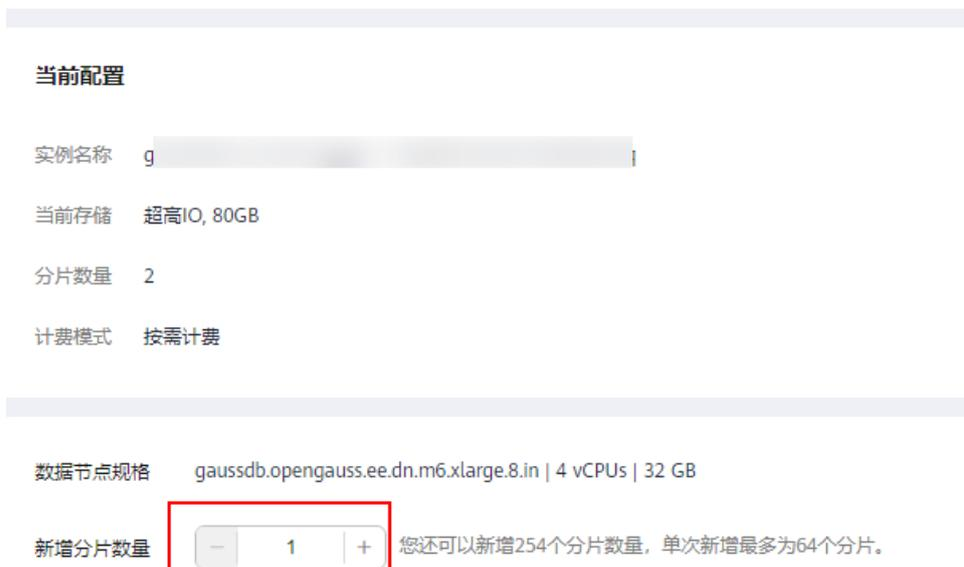 当前配置
实例名称
当前存储 超高IO, 80GB
分片数量 2
计费模式 按需计费
数据节点规格 gaussdb.opengauss.ee.dn.m6.xlarge.8.in | 4 vCPUs | 32 GB
新增分片数量 − 1 + 您还可以新增254个分片数量，单次新增最多为64个分片。